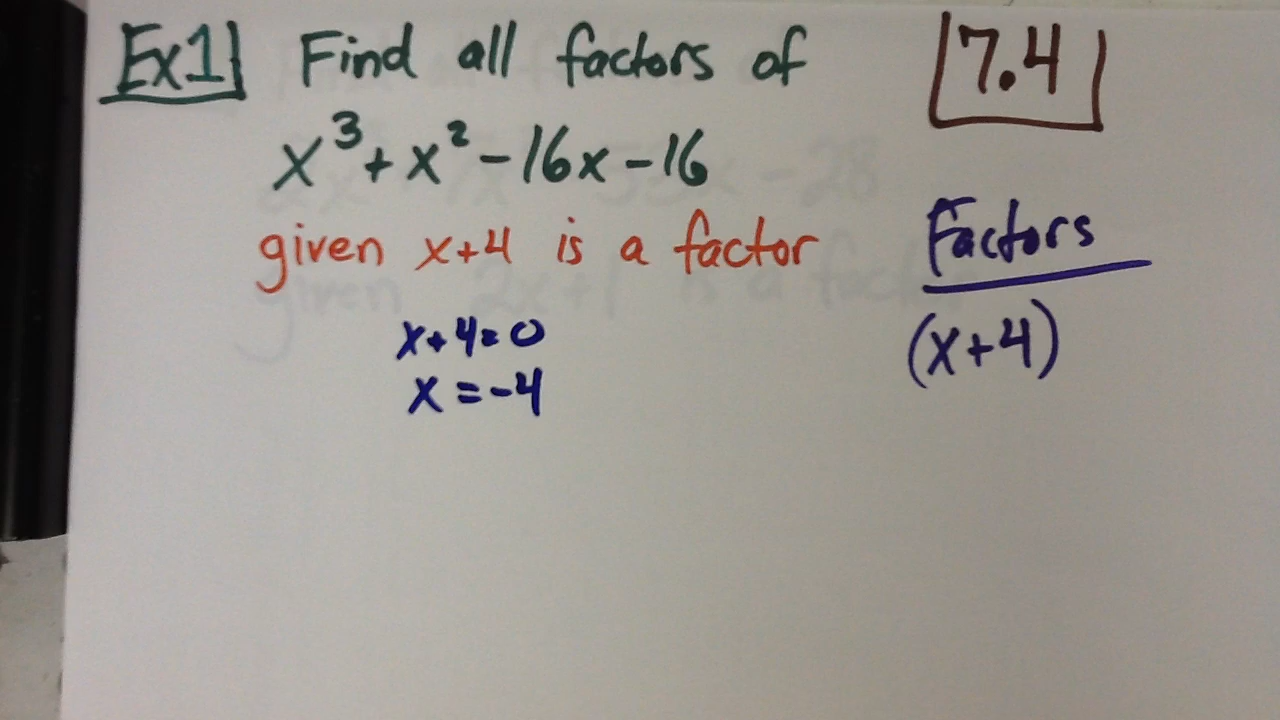 Ex1 Find all factors of
7.4
x³+x²-16x-16
given x+4 is a factor
Factors
x+4=0
(x+4)
x=-4